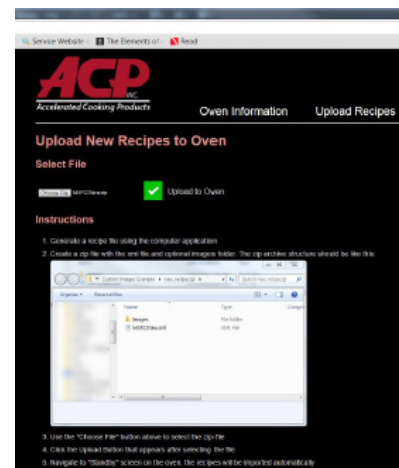 Service Website
The Elements of
Read
ACP
INC.
Accelerated Cooking Products
Oven Information
Upload Recipes
Upload New Recipes to Oven
Select File
Choose File
Upload to Oven
Instructions
1. Generate a recipe file using the computer application
2. Create a zip file with the xml file and optional images folder. The zip archive structure should be like this
Organize
Name
Type
Images
File folder
XML File
3. Use the "Choose File" button above to select the zip file
4. Click the Upload Button that appears after selecting the file
5. Navigate to "Standby" screen on the oven, the recipes will be imported automatically